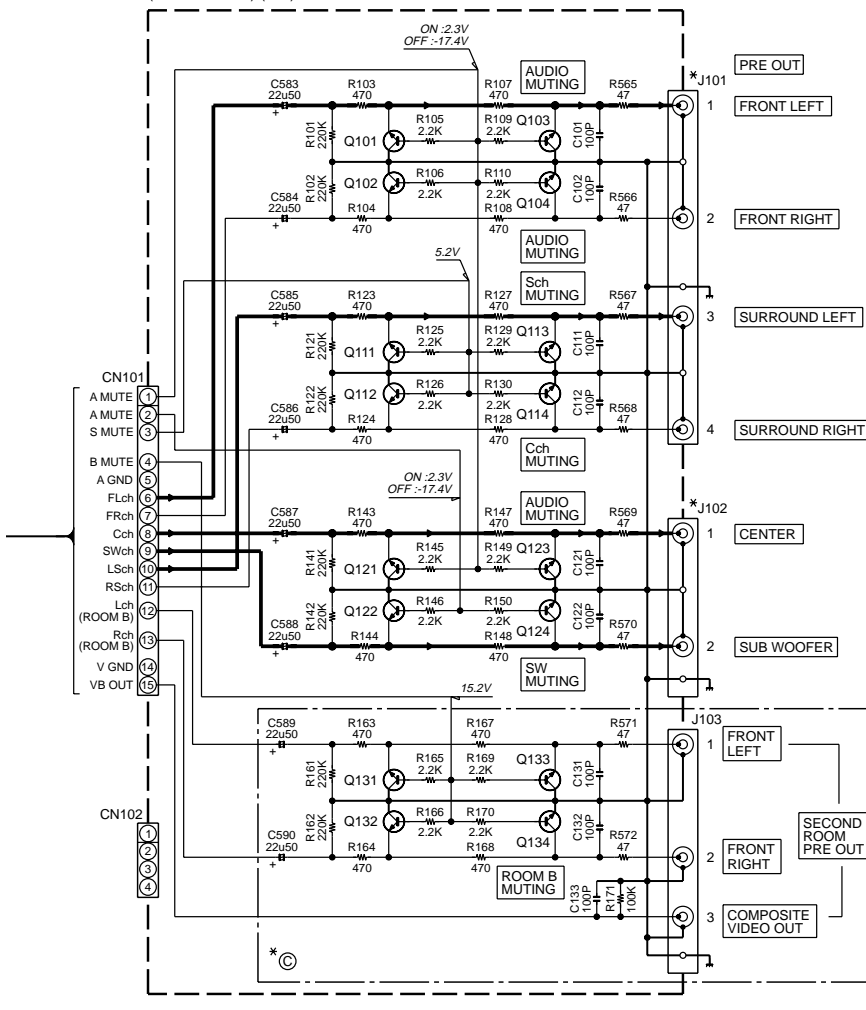 ON :2.3V
OFF :-17.4V
C583
22u50
+
R103
470
R107
470
AUDIO
MUTING
R565
47
*J101
PRE OUT
1
FRONT LEFT
R101
220K
Q101
R105
2.2K
R109
2.2K
Q103
C101
100P
R102
220K
Q102
R106
2.2K
R110
2.2K
Q104
C102
100P
C584
22u50
+
R104
470
R108
470
R566
47
2
FRONT RIGHT
AUDIO
MUTING
5.2V
Sch
MUTING
C585
22u50
+
R123
470
R127
470
R567
47
3
SURROUND LEFT
R121
220K
Q111
R125
2.2K
R129
2.2K
Q113
C111
100P
R122
220K
Q112
R126
2.2K
R130
2.2K
Q114
C112
100P
C586
22u50
+
R124
470
R128
470
R568
47
4
SURROUND RIGHT
Cch
MUTING
CN101
A MUTE 1
A MUTE 2
S MUTE 3
B MUTE 4
A GND 5
FLch 6
FRch 7
Cch 8
SWch 9
LSch 10
RSch 11
Lch
(ROOM B) 12
Rch
(ROOM B) 13
V GND 14
VB OUT 15
ON :2.3V
OFF :-17.4V
C587
22u50
+
R143
470
R147
470
AUDIO
MUTING
R569
47
*J102
1
CENTER
R141
220K
Q121
R145
2.2K
R149
2.2K
Q123
C121
100P
R142
220K
Q122
R146
2.2K
R150
2.2K
Q124
C122
100P
C588
22u50
+
R144
470
R148
470
R570
47
2
SUB WOOFER
SW
MUTING
15.2V
C589
22u50
+
R163
470
R167
470
R571
47
J103
1
FRONT
LEFT
R161
220K
Q131
R165
2.2K
R169
2.2K
Q133
C131
100P
R162
220K
Q132
R166
2.2K
R170
2.2K
Q134
C132
100P
C590
22u50
+
R164
470
R168
470
R572
47
2
FRONT
RIGHT
SECOND
ROOM
PRE OUT
ROOM B
MUTING
C133
100P
R171
100K
3
COMPOSITE
VIDEO OUT
CN102
1
2
3
4
*©